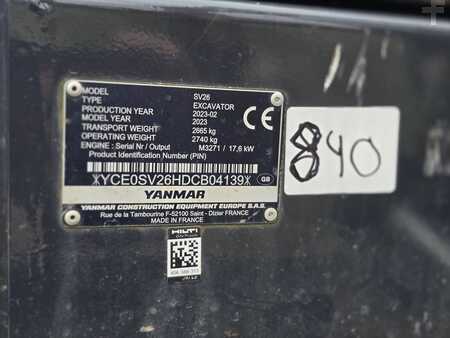 MODEL SV26
TYPE EXCAVATOR
PRODUCTION YEAR 2023-02
MODEL YEAR 2023
TRANSPORT WEIGHT 2665 kg
OPERATING WEIGHT 2740 kg
ENGINE : Serial Nr / Output M3271 / 17,6 kW
Product Identification Number (PIN)
CE
*YCE0SV26HDCB04139*
YANMAR
GB
YANMAR CONSTRUCTION EQUIPMENT EUROPE S.A.S.
Rue de la Tambourine F-52100 Saint - Dizier FRANCE
MADE IN FRANCE
840
HILTI